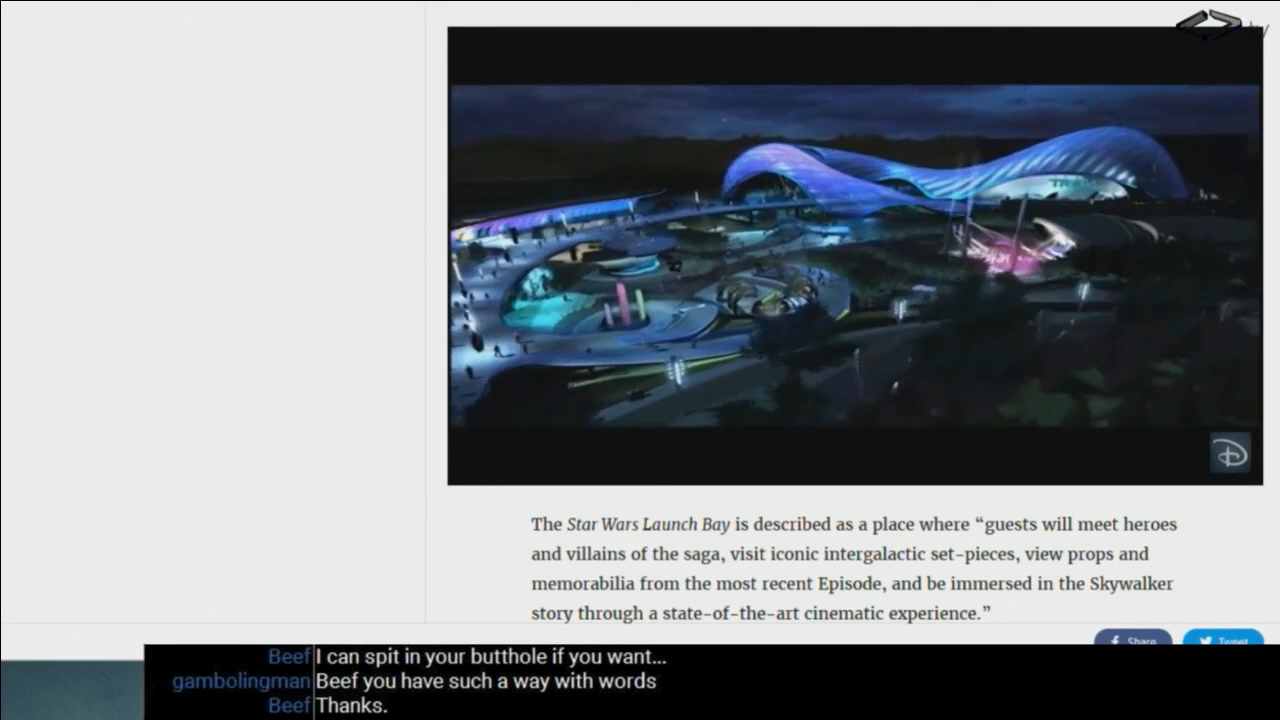 tv
The Star Wars Launch Bay is described as a place where “guests will meet heroes
and villains of the saga, visit iconic intergalactic set-pieces, view props and
memorabilia from the most recent Episode, and be immersed in the Skywalker
story through a state-of-the-art cinematic experience.”
Share
Tweet
Beef I can spit in your butthole if you want...
gambolingman Beef you have such a way with words
Beef Thanks.